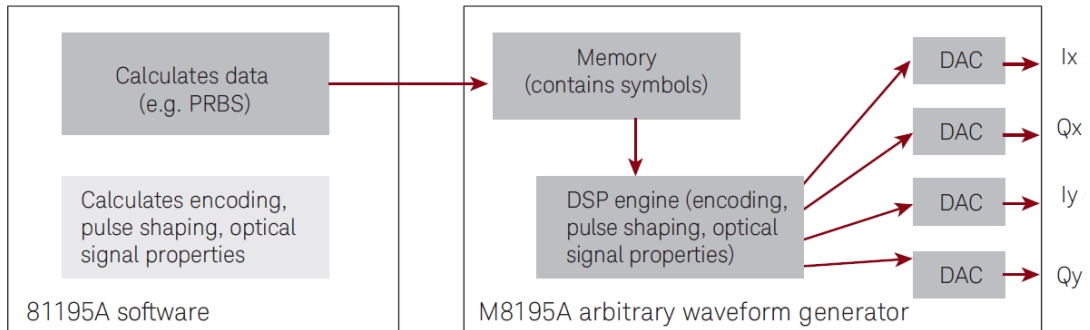 Calculates data
(e.g. PRBS)
Calculates encoding,
pulse shaping, optical
signal properties
81195A software
Memory
(contains symbols)
DSP engine (encoding,
pulse shaping, optical
signal properties)
DAC
Ix
DAC
Qx
DAC
Iy
DAC
Qy
M8195A arbitrary waveform generator